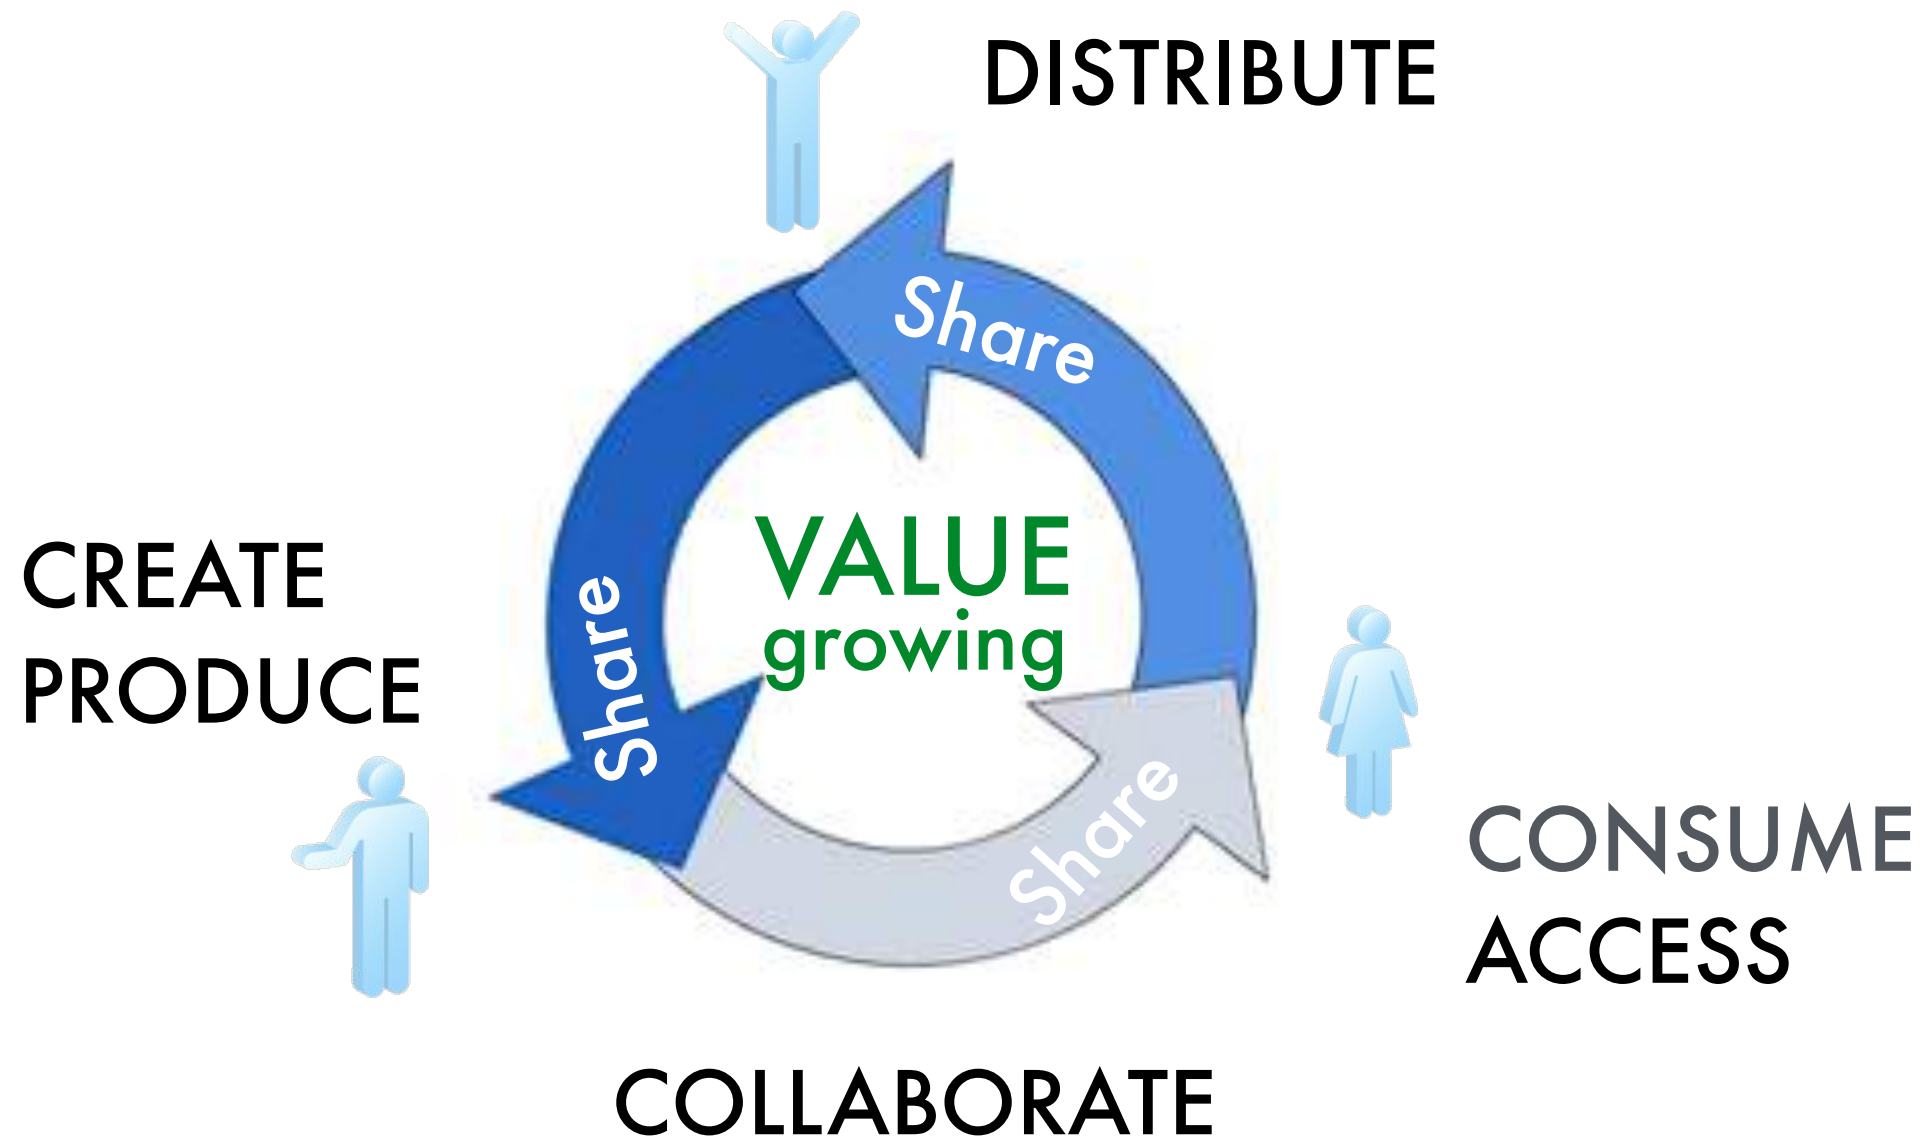 DISTRIBUTE
Share
VALUE
growing
CREATE
PRODUCE
Share
Share
CONSUME
ACCESS
COLLABORATE